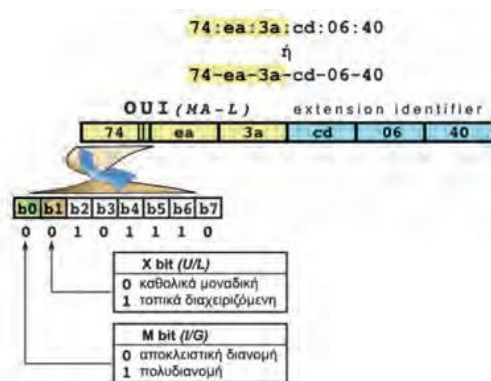 74:ea:3a:cd:06:40
ή
74-ea-3a-cd-06-40
OUI (MA-L) extension identifier
74 ea 3a cd 06 40
b0 b1 b2 b3 b4 b5 b6 b7
0 0 1 0 1 1 1 0
X bit (U/L)
0 καθολικά μοναδική
1 τοπικά διαχειριζόμενη
M bit (I/G)
0 αποκλειστική διανομή
1 πολυδιανομή